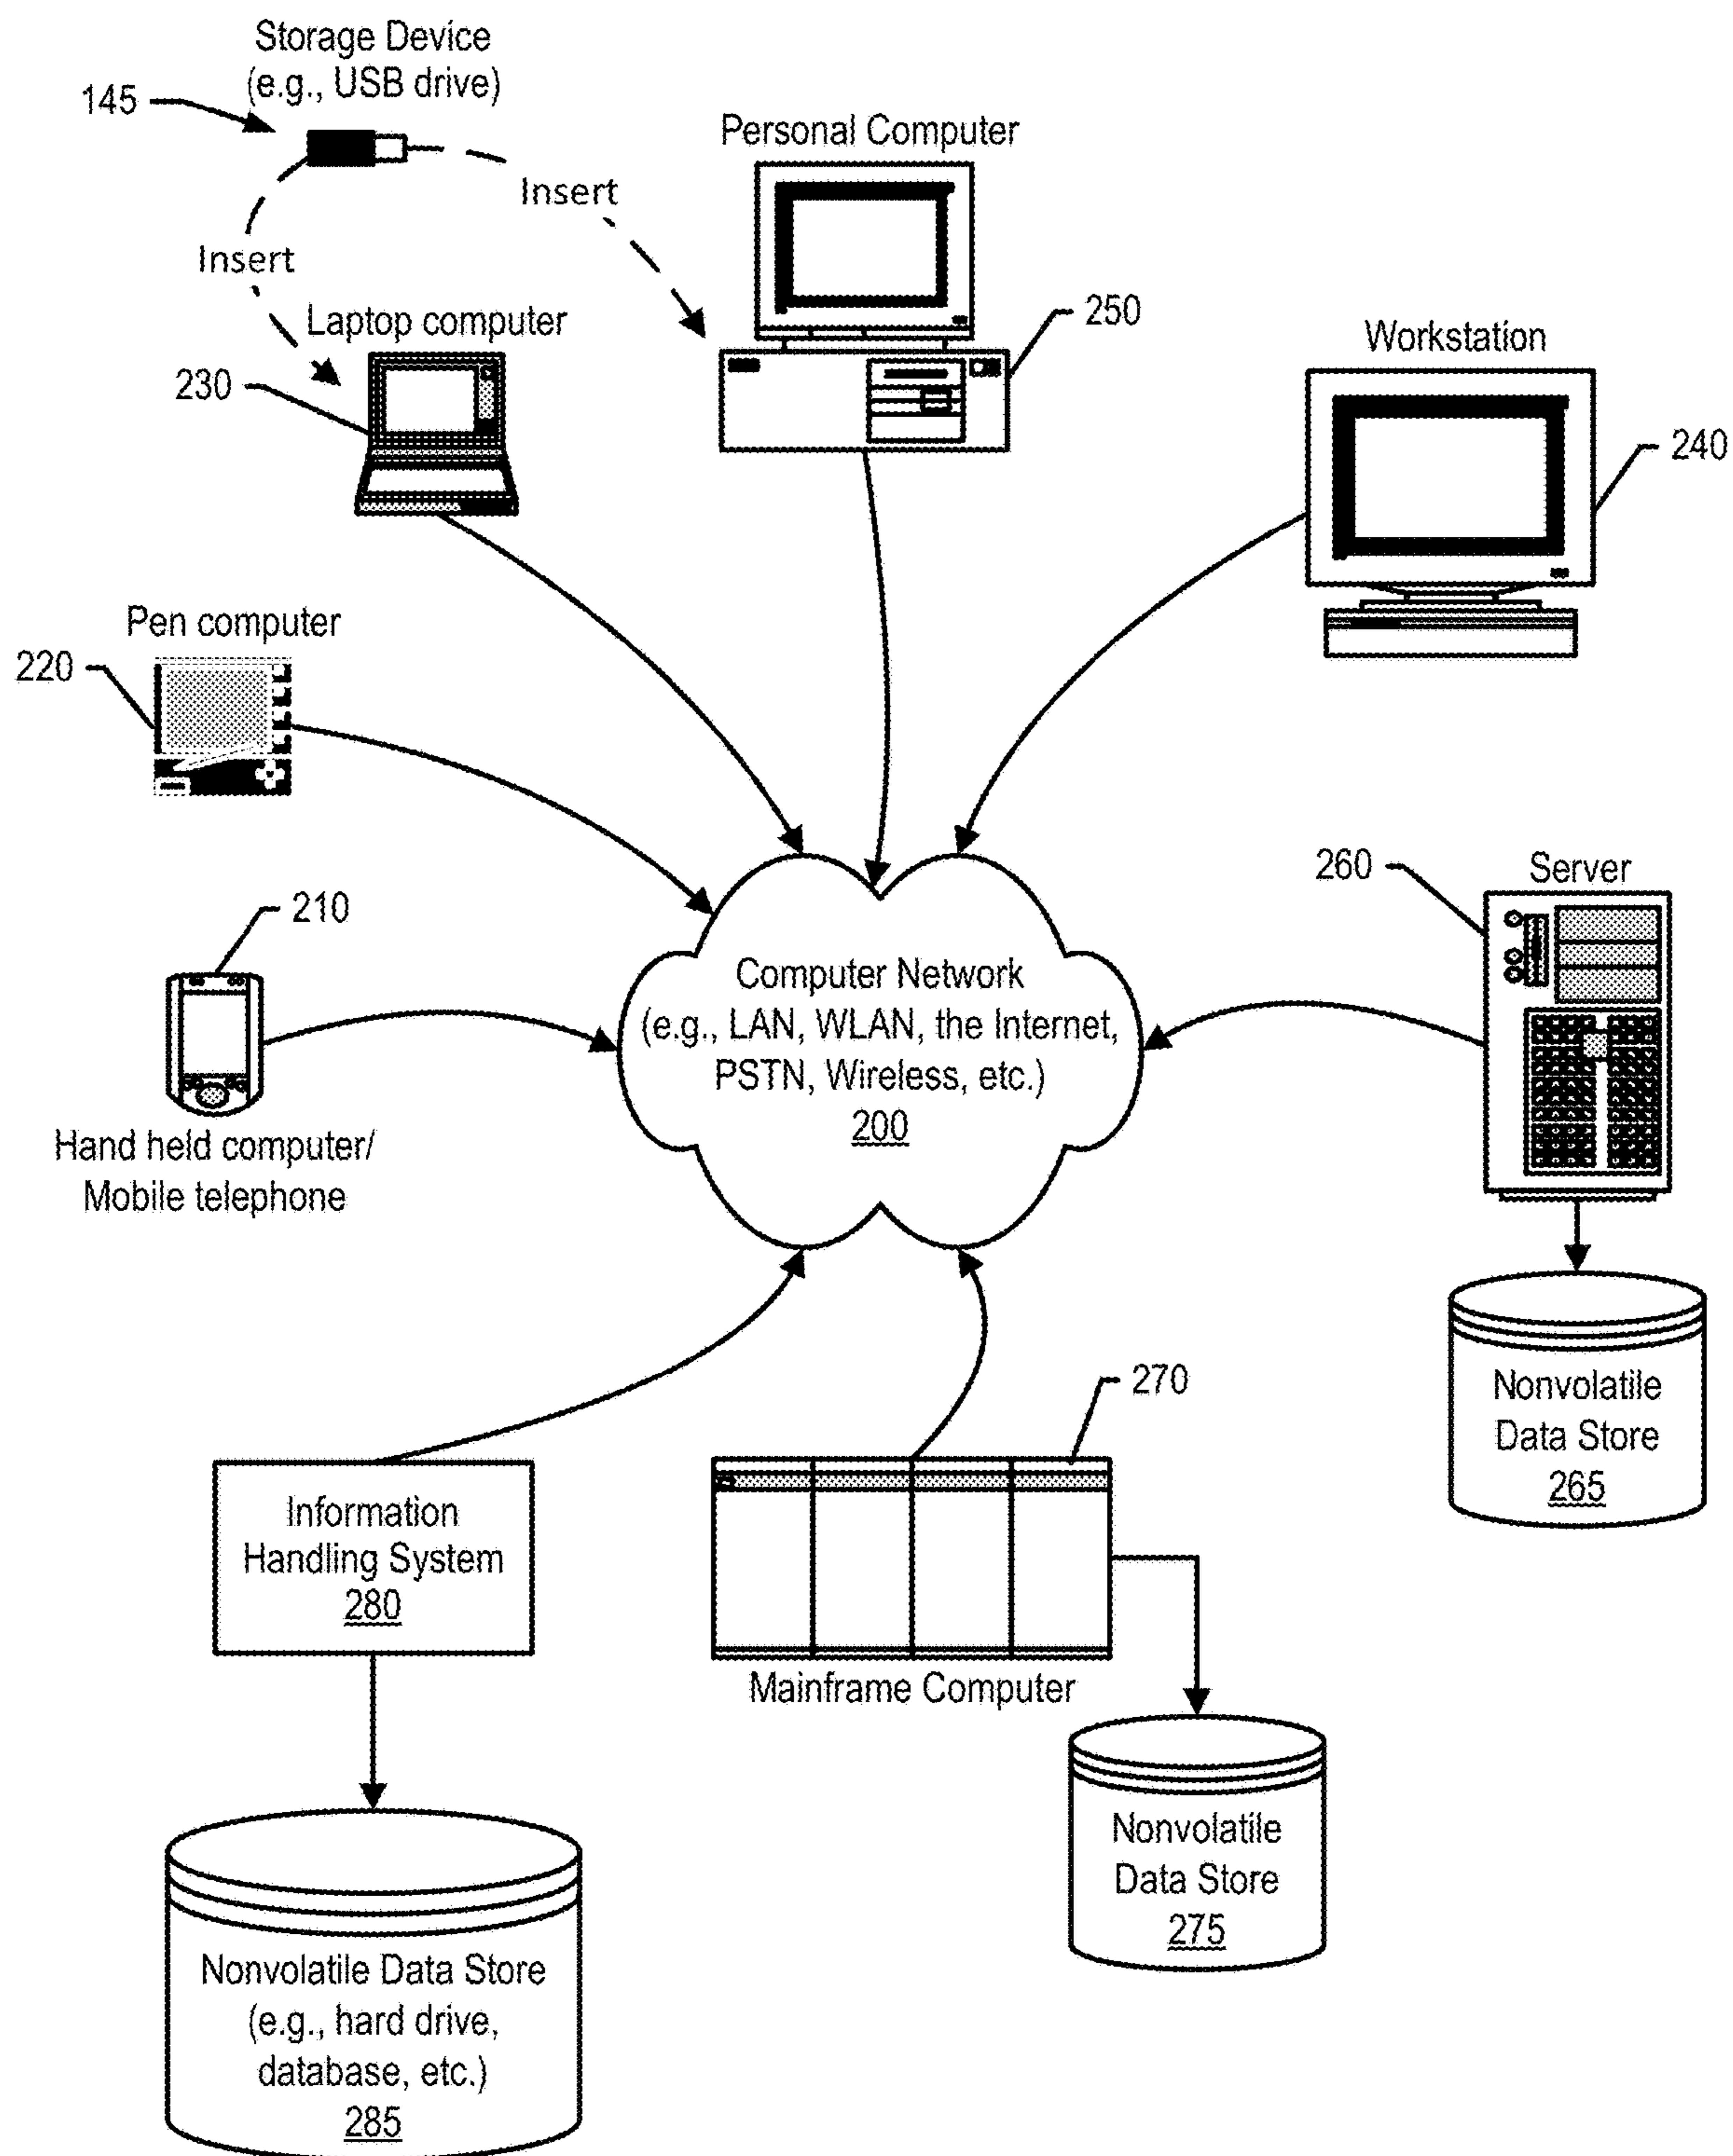 Storage Device
(e.g., USB drive)
145
Personal Computer
Insert
Insert
Laptop computer
250
Workstation
230
240
Pen computer
220
260
Server
210
Computer Network
(e.g., LAN, WLAN, the Internet,
PSTN, Wireless, etc.)
200
Hand held computer/
Mobile telephone
270
Nonvolatile
Data Store
265
Information
Handling System
280
Mainframe Computer
Nonvolatile
Data Store
275
Nonvolatile Data Store
(e.g., hard drive,
database, etc.)
285